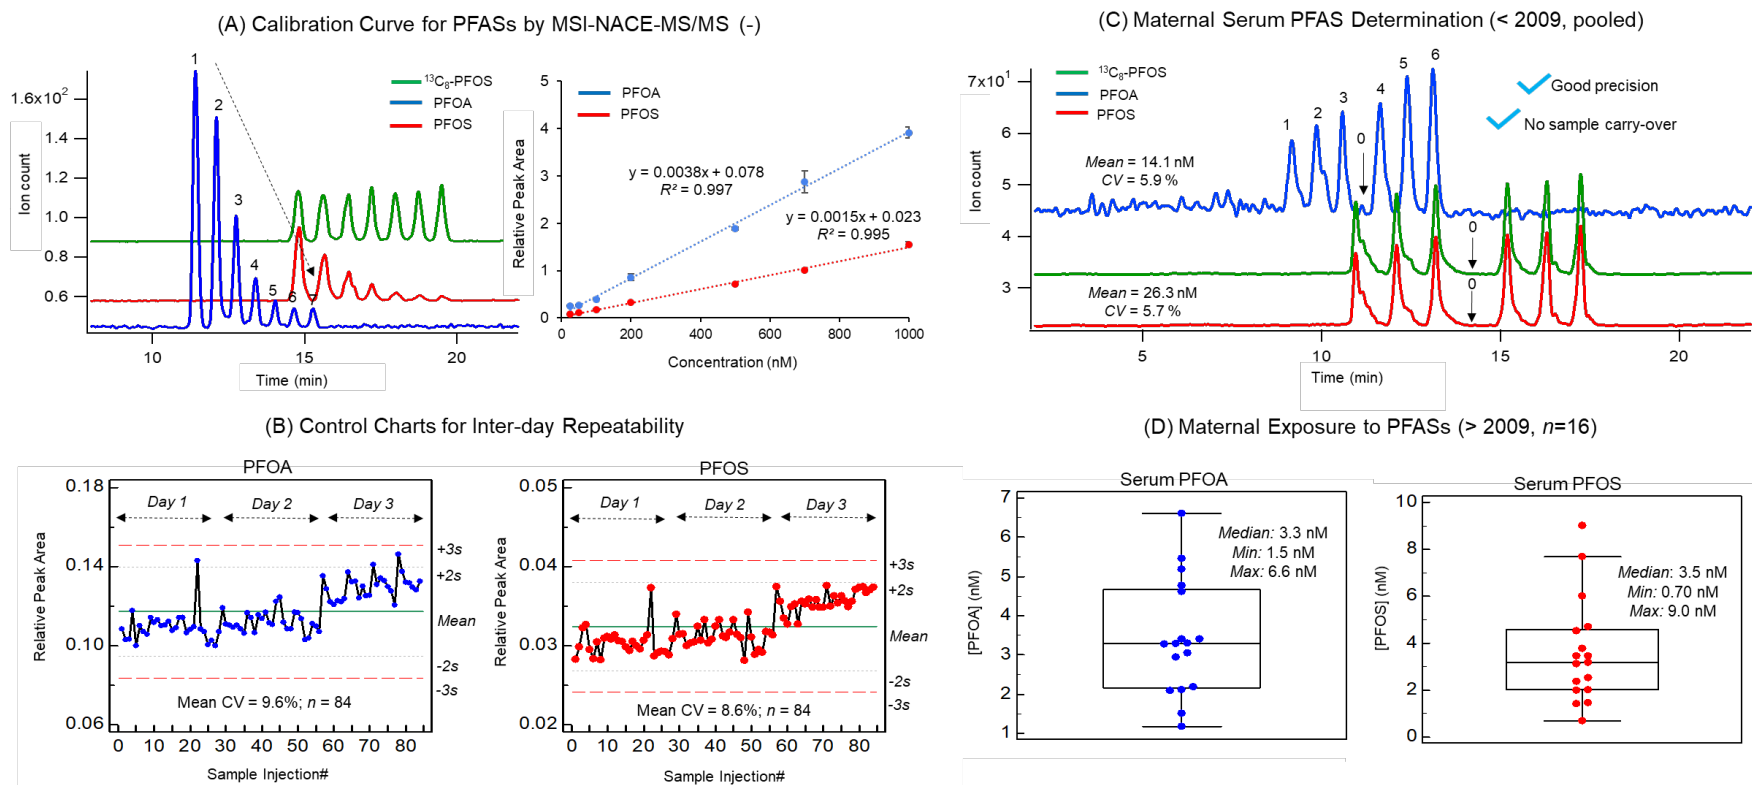 (A) Calibration Curve for PFASs by MSI-NACE-MS/MS (-)
1
2
3
4
5
6
7
¹³C₈-PFOS
PFOA
PFOS
1.6x10²
1.4
1.2
1.0
0.8
0.6
Ion count
10
15
20
Time (min)
5
4
3
2
1
0
Relative Peak Area
PFOA
PFOS
y = 0.0038x + 0.078
R² = 0.997
y = 0.0015x + 0.023
R² = 0.995
0
200
400
600
800
1000
Concentration (nM)
(C) Maternal Serum PFAS Determination (< 2009, pooled)
7x10¹
6
5
4
3
Ion count
¹³C₈-PFOS
PFOA
PFOS
1
2
3
0
4
5
6
Good precision
No sample carry-over
Mean = 14.1 nM
CV = 5.9 %
0
Mean = 26.3 nM
CV = 5.7 %
0
5
10
15
20
Time (min)
(B) Control Charts for Inter-day Repeatability
PFOA
0.18
0.14
0.10
0.06
Relative Peak Area
Day 1
Day 2
Day 3
+3s
+2s
Mean
-2s
-3s
Mean CV = 9.6%; n = 84
0
10
20
30
40
50
60
70
80
Sample Injection#
PFOS
0.05
0.04
0.03
0.02
Relative Peak Area
Day 1
Day 2
Day 3
+3s
+2s
Mean
-2s
-3s
Mean CV = 8.6%; n = 84
0
10
20
30
40
50
60
70
80
Sample Injection#
(D) Maternal Exposure to PFASs (> 2009, n=16)
Serum PFOA
7
6
5
4
3
2
1
[PFOA] (nM)
Median: 3.3 nM
Min: 1.5 nM
Max: 6.6 nM
Serum PFOS
10
8
6
4
2
0
[PFOS] (nM)
Median: 3.5 nM
Min: 0.70 nM
Max: 9.0 nM